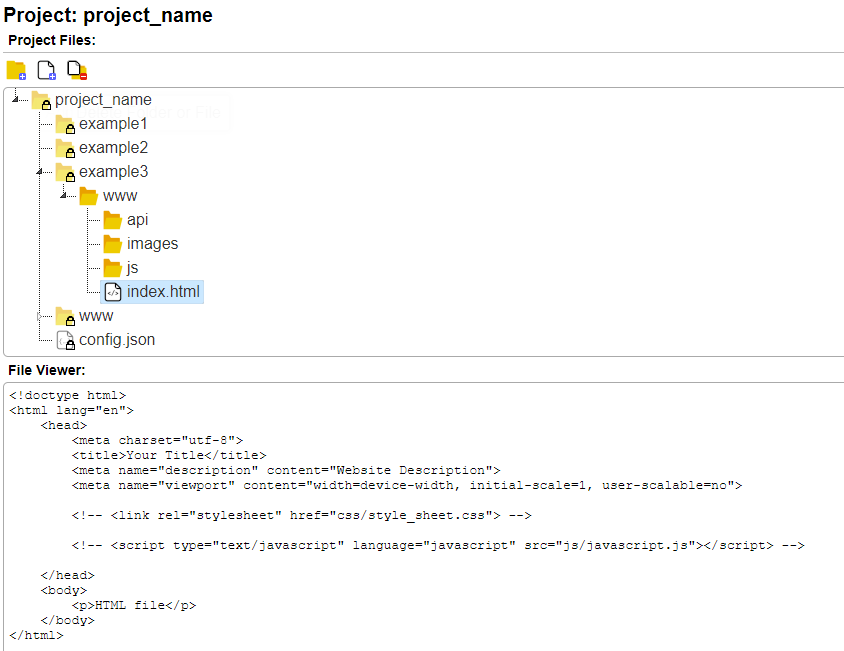 Project: project_name
Project Files:
project_name
example1
example2
example3
www
api
images
js
index.html
www
config.json
File Viewer:
<!doctype html>
<html lang="en">
    <head>
        <meta charset="utf-8">
        <title>Your Title</title>
        <meta name="description" content="Website Description">
        <meta name="viewport" content="width=device-width, initial-scale=1, user-scalable=no">
        <!-- <link rel="stylesheet" href="css/style_sheet.css"> -->
        <!-- <script type="text/javascript" language="javascript" src="js/javascript.js"></script> -->
    </head>
    <body>
        <p>HTML file</p>
    </body>
</html>